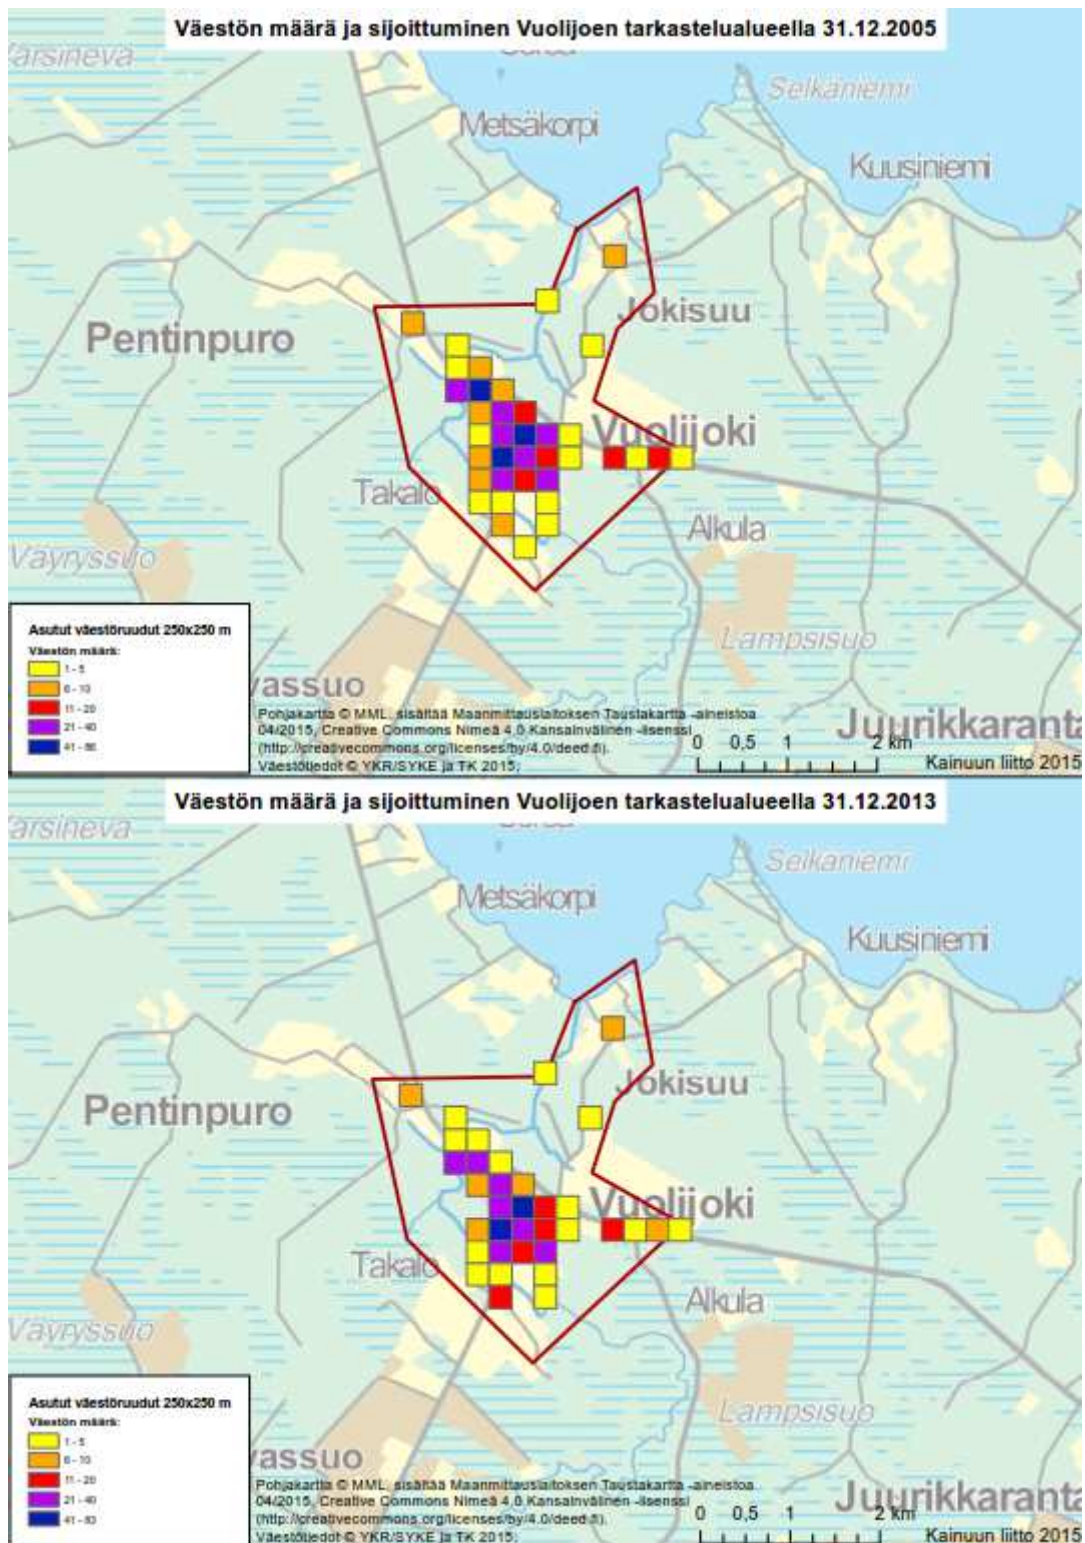 Väestön määrä ja sijoittuminen Vuolijoen tarkastelualueella 31.12.2005
Selkäniemi
Metsäkorpi
Kuusiniemi
Jokisuu
Pentinpuro
Vuolijoki
Takalo
Alkula
Väyryssuo
Lampsisuo
Asutut väestöruudut 250x250 m
Väestön määrä:
1 - 5
6 - 10
11 - 20
21 - 40
vassuo
Pohjakartta © MML, sisältää Maanmittauslaitoksen Taustakartta -aineistoa
04/2015, Creative Commons Nimeä 4.0 Kansainvälinen -lisenssi
(http://creativecommons.org/licenses/by/4.0/deed.fi).
Väestötiedot © YKR/SYKE ja TK 2015;
Juurikkaranta
0 0,5 1 2 km
Kainuun liitto 2015
Väestön määrä ja sijoittuminen Vuolijoen tarkastelualueella 31.12.2013
arsineva
Selkäniemi
Metsäkorpi
Kuusiniemi
Jokisuu
Pentinpuro
Vuolijoki
Takalo
Alkula
Väyryssuo
Lampsisuo
Asutut väestöruudut 250x250 m
Väestön määrä:
1 - 5
6 - 10
11 - 20
21 - 40
vassuo
Pohjakartta © MML, sisältää Maanmittauslaitoksen Taustakartta -aineistoa
04/2015, Creative Commons Nimeä 4.0 Kansainvälinen -lisenssi
(http://creativecommons.org/licenses/by/4.0/deed.fi).
Väestötiedot © YKR/SYKE ja TK 2015;
Juurikkaranta
0 0,5 1 2 km
Kainuun liitto 2015